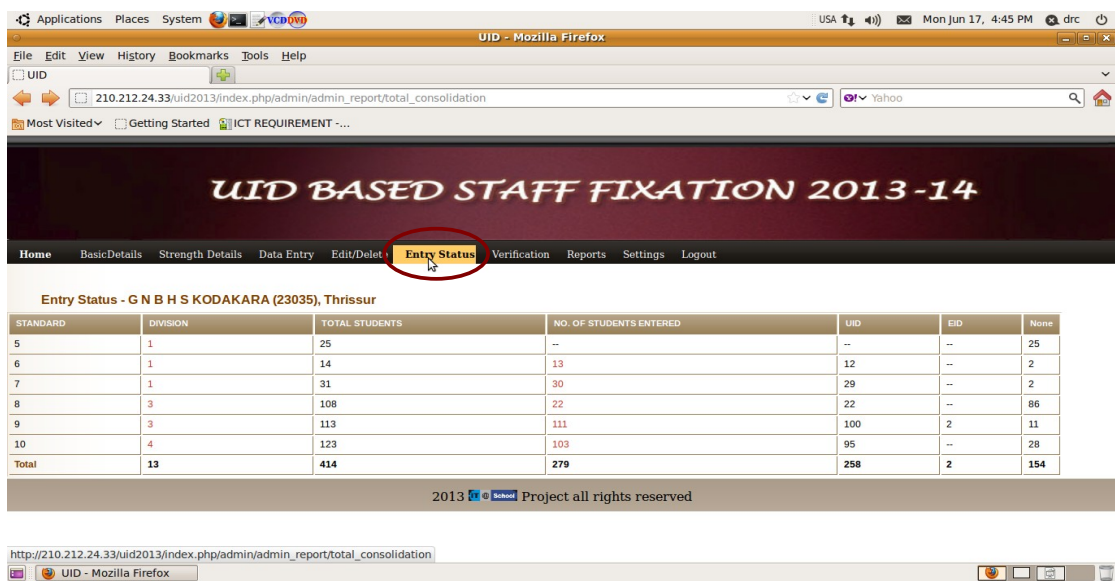 Applications Places System VCDDVD USA Mon Jun 17, 4:45 PM drc
UID - Mozilla Firefox
File Edit View History Bookmarks Tools Help
UID
210.212.24.33/uid2013/index.php/admin/admin_report/total_consolidation Yahoo
Most Visited Getting Started ICT REQUIREMENT -...
UID BASED STAFF FIXATION 2013-14
Home BasicDetails Strength Details Data Entry Edit/Delete Entry Status Verification Reports Settings Logout
Entry Status - G N B H S KODAKARA (23035), Thrissur
STANDARD DIVISION TOTAL STUDENTS NO. OF STUDENTS ENTERED UID EID None
5 1 25 -- -- -- 25
6 1 14 13 12 -- 2
7 1 31 30 29 -- 2
8 3 108 22 22 -- 86
9 3 113 111 100 2 11
10 4 123 103 95 -- 28
Total 13 414 279 258 2 154
2013 IT @ School Project all rights reserved
http://210.212.24.33/uid2013/index.php/admin/admin_report/total_consolidation
UID - Mozilla Firefox